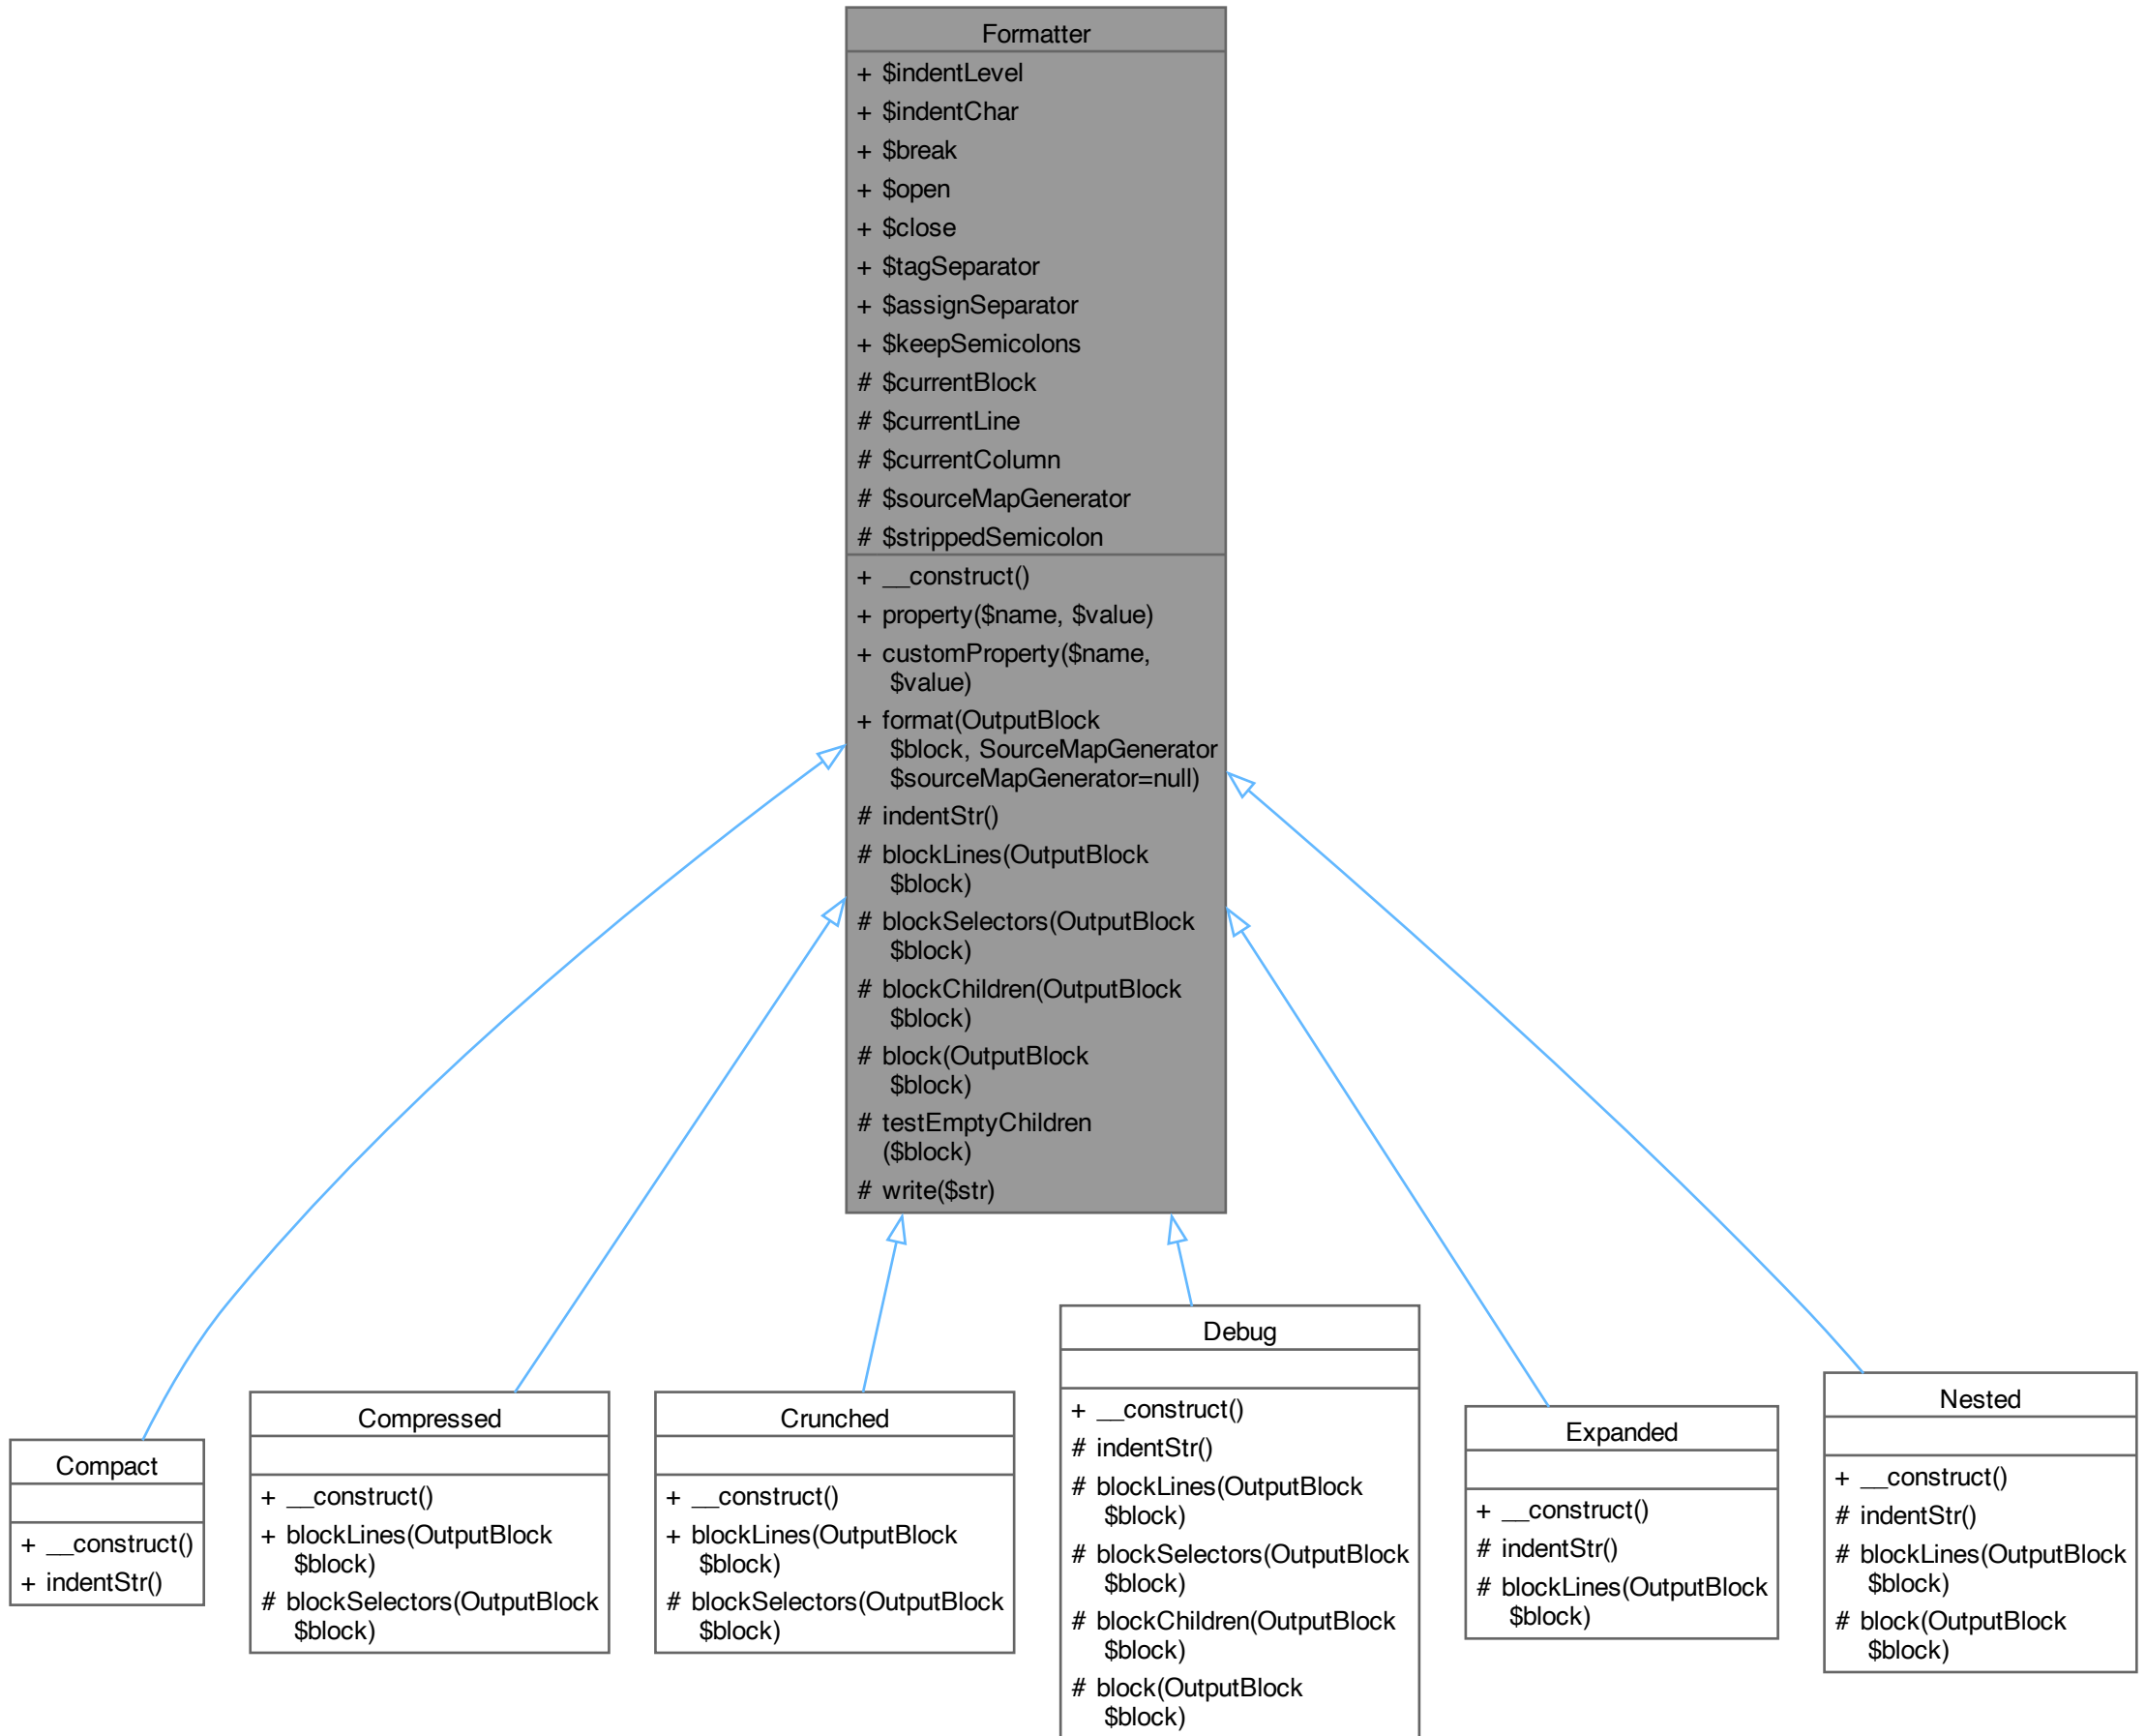 Formatter
+ $indentLevel
+ $indentChar
+ $break
+ $open
+ $close
+ $tagSeparator
+ $assignSeparator
+ $keepSemicolons
# $currentBlock
# $currentLine
# $currentColumn
# $sourceMapGenerator
# $strippedSemicolon
+ __construct()
+ property($name, $value)
+ customProperty($name,
$value)
+ format(OutputBlock
$block, SourceMapGenerator
$sourceMapGenerator=null)
# indentStr()
# blockLines(OutputBlock
$block)
# blockSelectors(OutputBlock
$block)
# blockChildren(OutputBlock
$block)
# block(OutputBlock
$block)
# testEmptyChildren
($block)
# write($str)
Compact
+ __construct()
+ indentStr()
Compressed
+ __construct()
+ blockLines(OutputBlock
$block)
# blockSelectors(OutputBlock
$block)
Crunched
+ __construct()
+ blockLines(OutputBlock
$block)
# blockSelectors(OutputBlock
$block)
Debug
+ __construct()
# indentStr()
# blockLines(OutputBlock
$block)
# blockSelectors(OutputBlock
$block)
# blockChildren(OutputBlock
$block)
# block(OutputBlock
$block)
Expanded
+ __construct()
# indentStr()
# blockLines(OutputBlock
$block)
Nested
+ __construct()
# indentStr()
# blockLines(OutputBlock
$block)
# block(OutputBlock
$block)